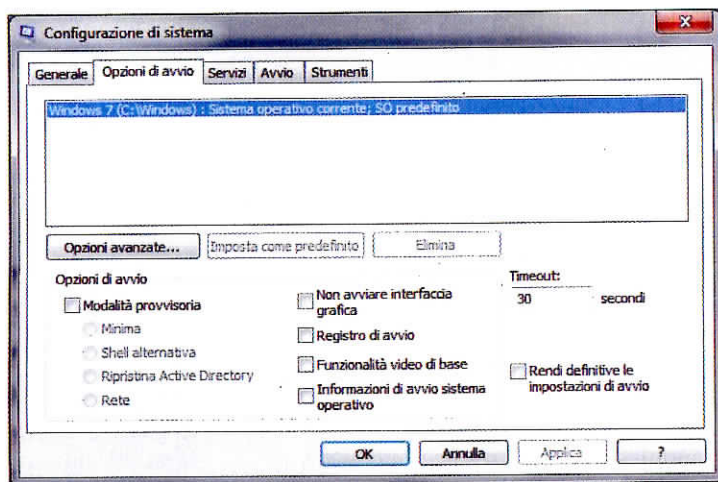 Configurazione di sistema
Generale Opzioni di avvio Servizi Avvio Strumenti
Windows 7 (C:\Windows) : Sistema operativo corrente; SO predefinito
Opzioni avanzate... Imposta come predefinito Elimina
Opzioni di avvio
Modalità provvisoria
Minima
Shell alternativa
Ripristina Active Directory
Rete
Non avviare interfaccia
grafica
Registro di avvio
Funzionalità video di base
Informazioni di avvio sistema
operativo
Timeout:
30 secondi
Rendi definitive le
impostazioni di avvio
OK Annulla Applica ?